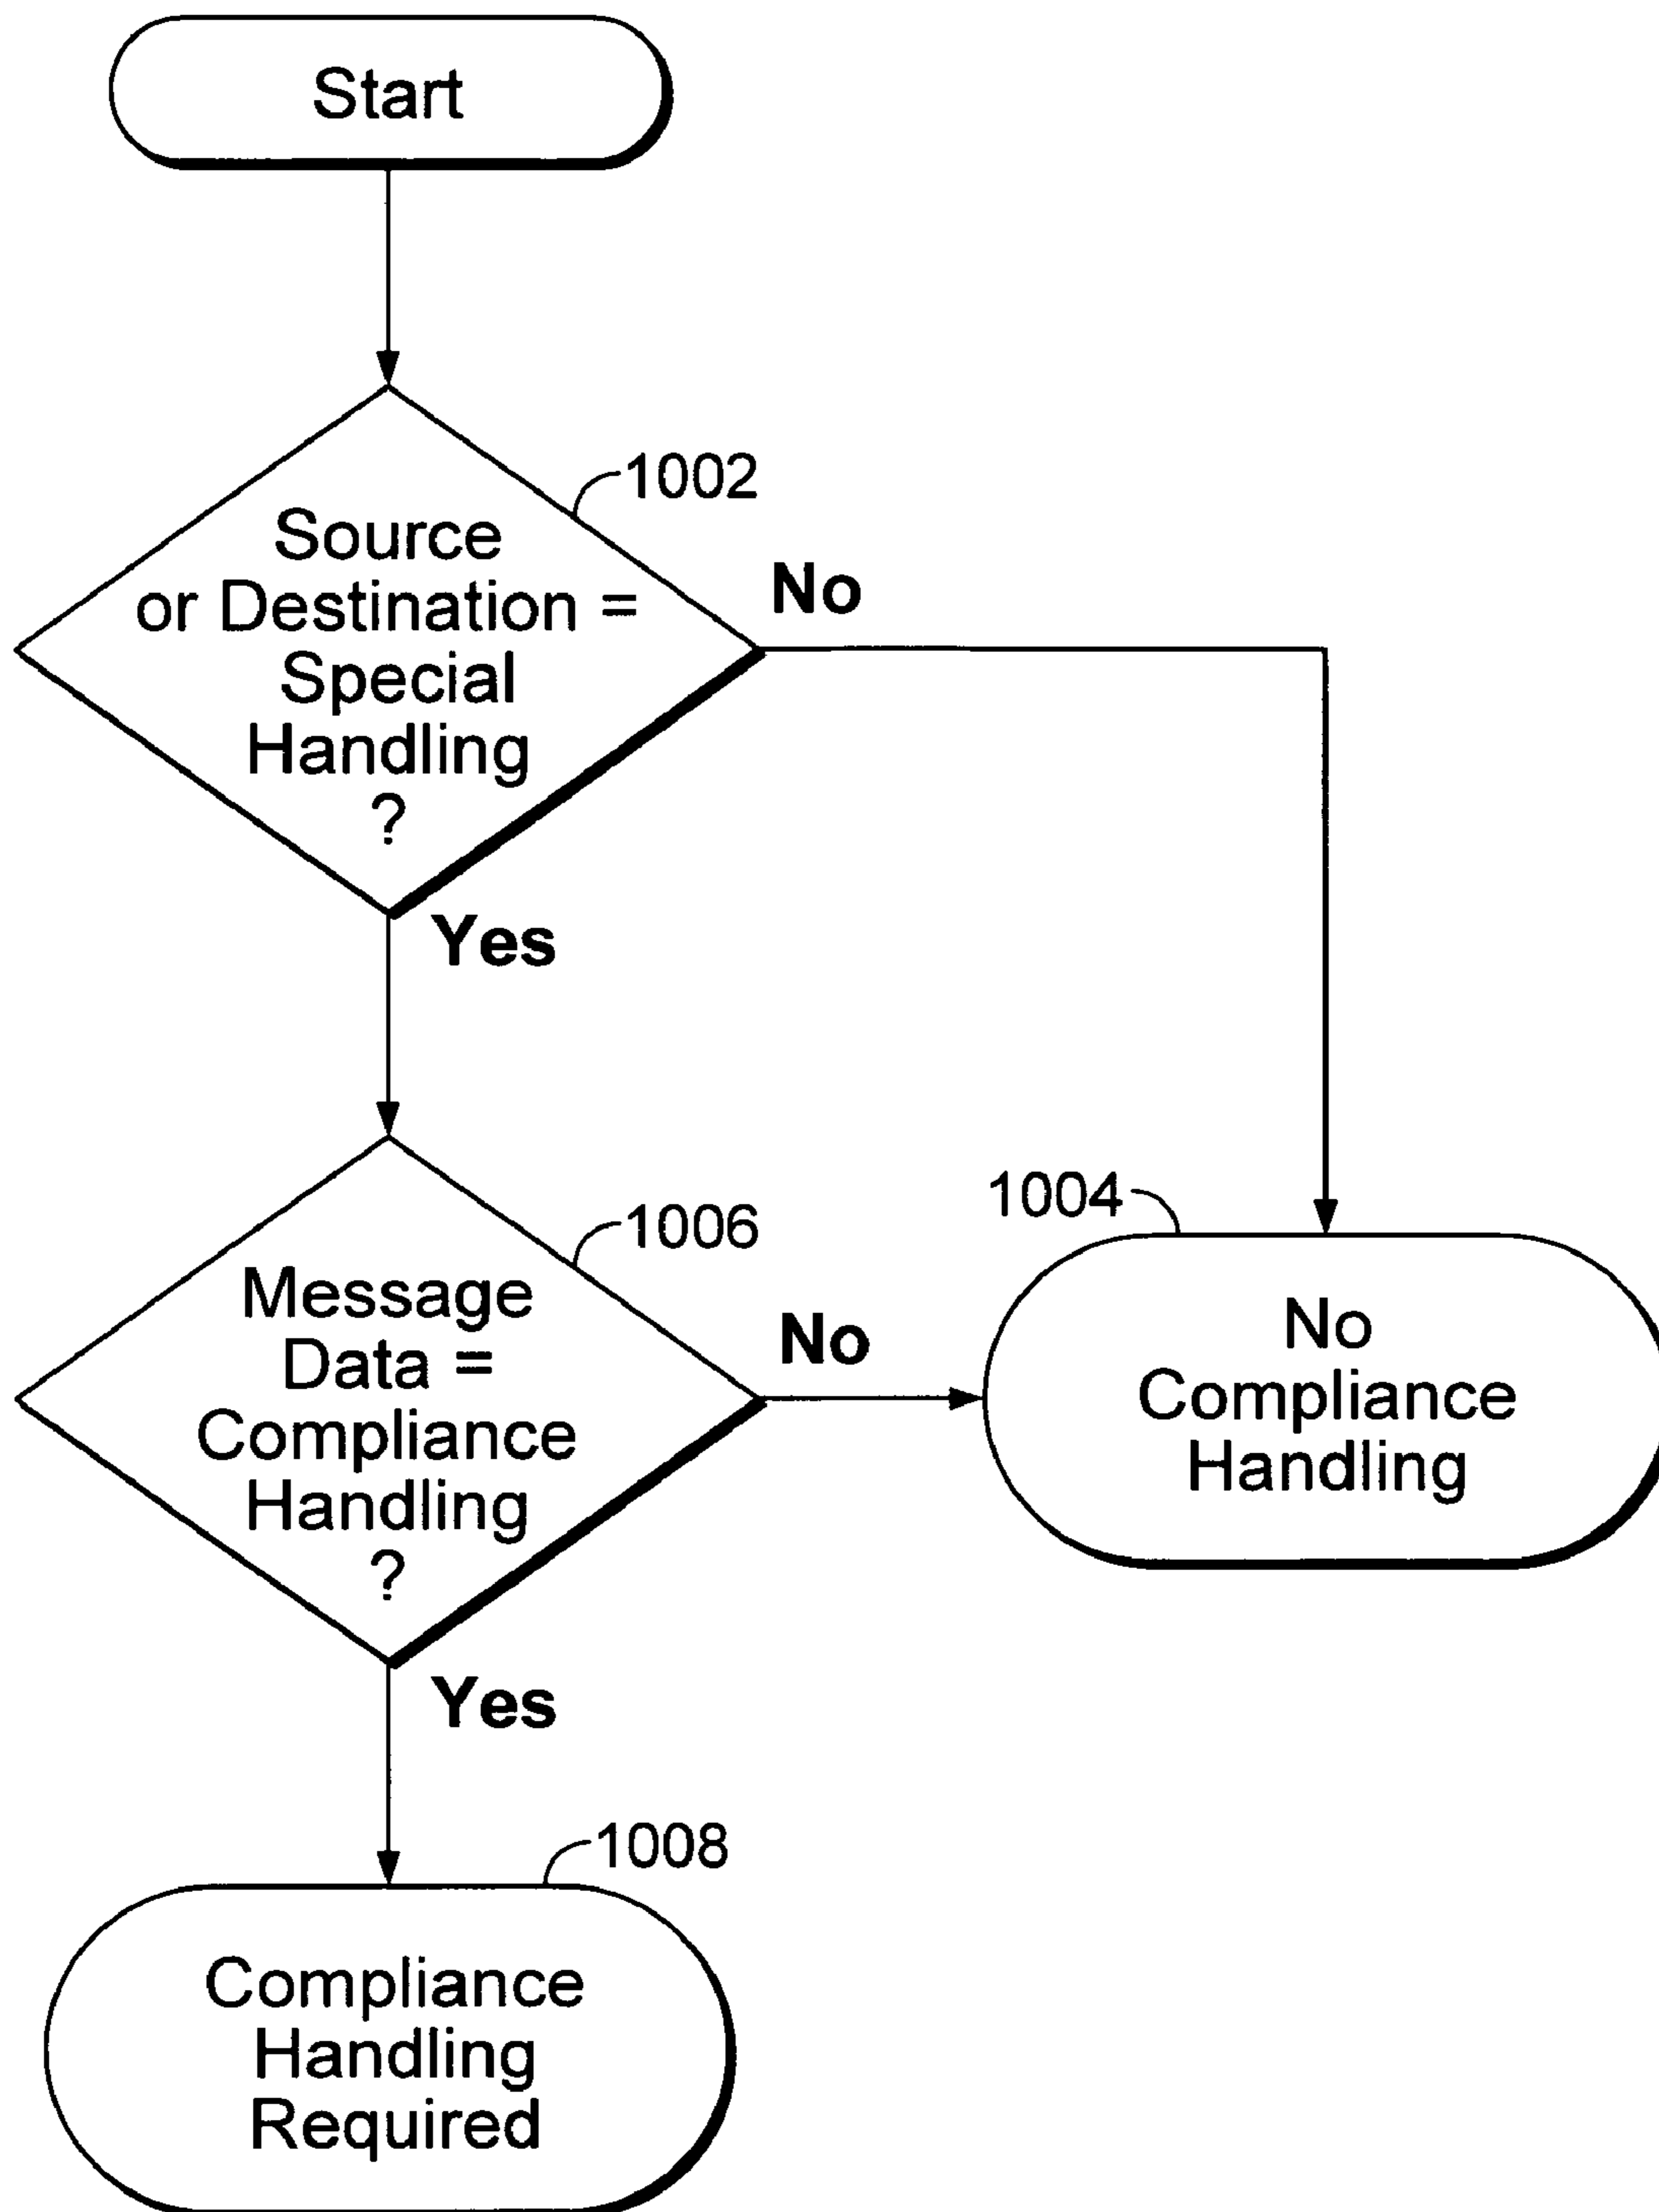 Start
1002
Source
or Destination =
Special
Handling
?
No
Yes
1006
Message
Data =
Compliance
Handling
?
No
1004
No
Compliance
Handling
Yes
1008
Compliance
Handling
Required